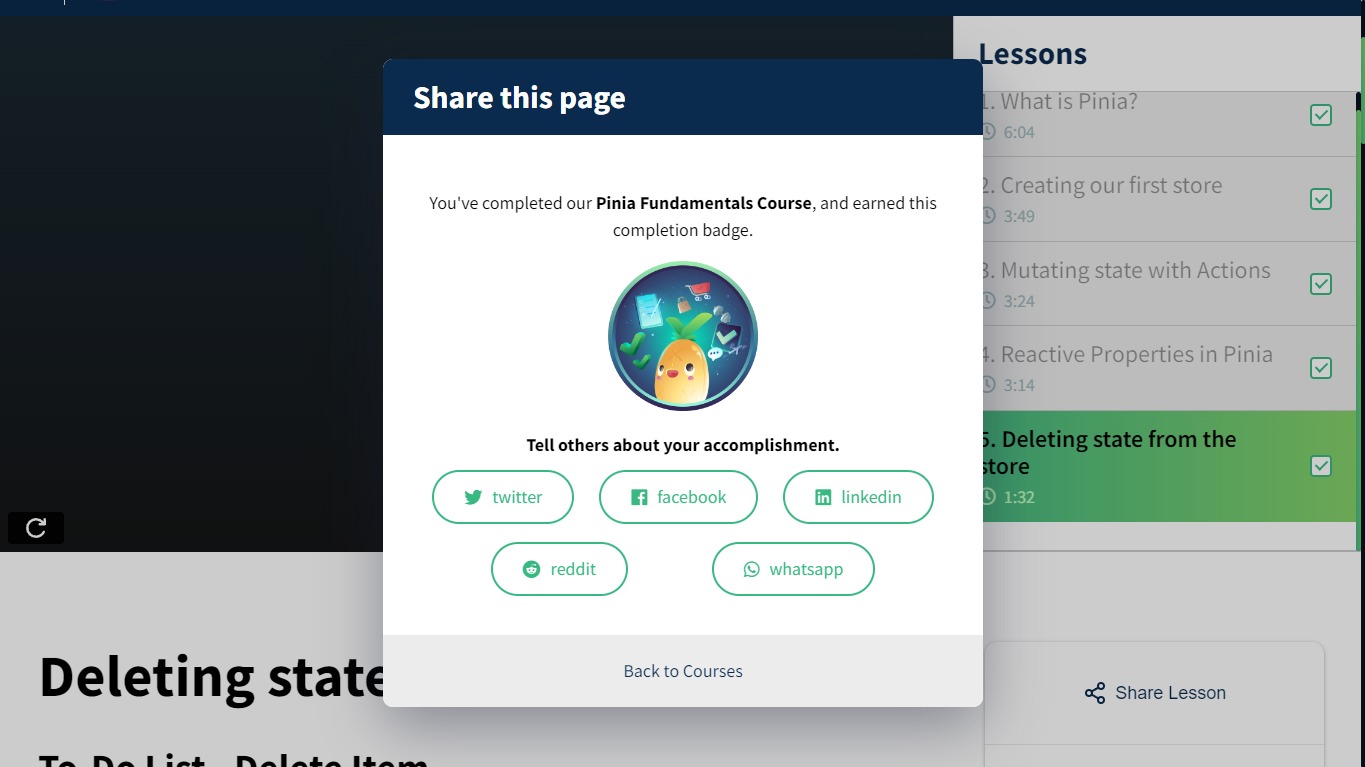 Share this page
You've completed our Pinia Fundamentals Course, and earned this
completion badge.
Tell others about your accomplishment.
twitter
facebook
linkedin
reddit
whatsapp
Back to Courses
Lessons
1. What is Pinia?
6:04
2. Creating our first store
3:49
3. Mutating state with Actions
3:24
4. Reactive Properties in Pinia
3:14
5. Deleting state from the
store
1:32
Deleting state
To-Do List - Delete Item
Share Lesson